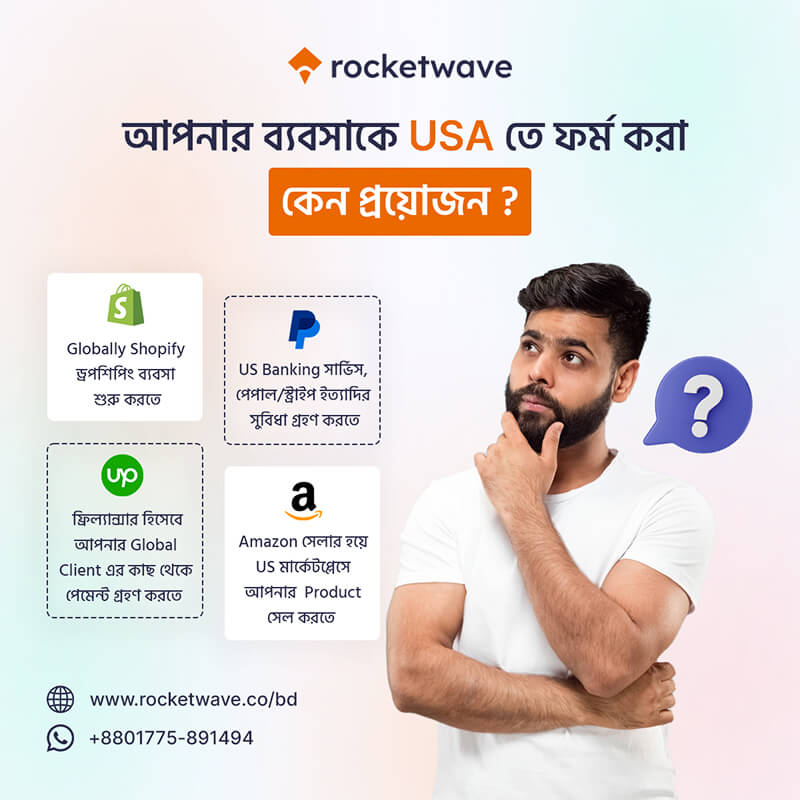 rocketwave
আপনার ব্যবসাকে USA তে ফর্ম করা
কেন প্রয়োজন ?
Globally Shopify
ড্রপশিপিং ব্যবসা
শুরু করতে
US Banking সার্ভিস,
পেপাল/স্ট্রাইপ ইত্যাদির
সুবিধা গ্রহণ করতে
ফ্রিল্যান্সার হিসেবে
আপনার Global
Client এর কাছ থেকে
পেমেন্ট গ্রহণ করতে
Amazon সেলার হয়ে
US মার্কেটপ্লেসে
আপনার Product
সেল করতে
www.rocketwave.co/bd
+8801775-891494